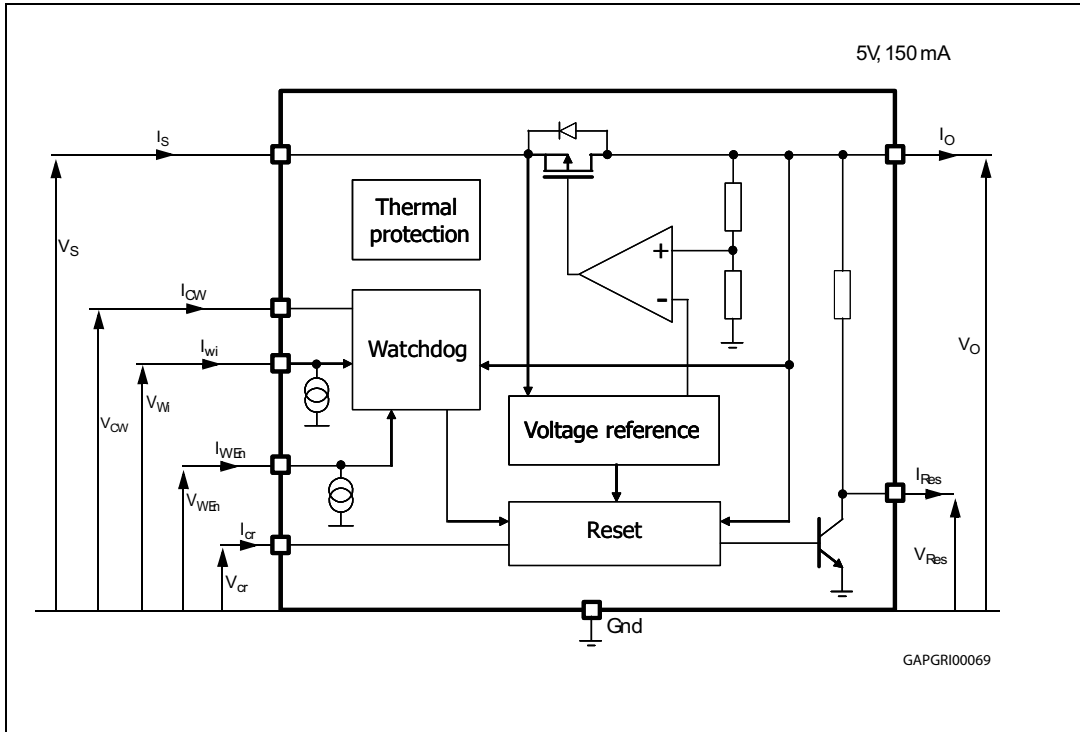 5V, 150 mA
I_S
I_O
Thermal
protection
V_S
+
-
I_CW
Watchdog
I_wi
V_O
V_Wi
V_CW
Voltage reference
I_WEn
I_Res
V_WEn
Reset
I_cr
V_Res
V_cr
Gnd
GAPGRI00069